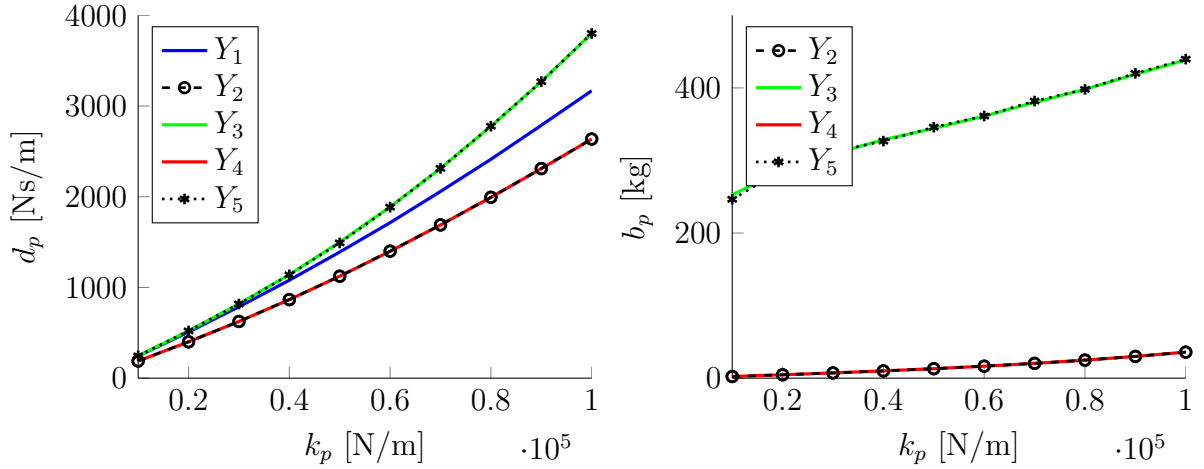 4000
3000
2000
1000
0
d_p [Ns/m]
Y_1
Y_2
Y_3
Y_4
Y_5
0.2 0.4 0.6 0.8 1
k_p [N/m] ·10^5
400
200
0
b_p [kg]
Y_2
Y_3
Y_4
Y_5
0.2 0.4 0.6 0.8 1
k_p [N/m] ·10^5